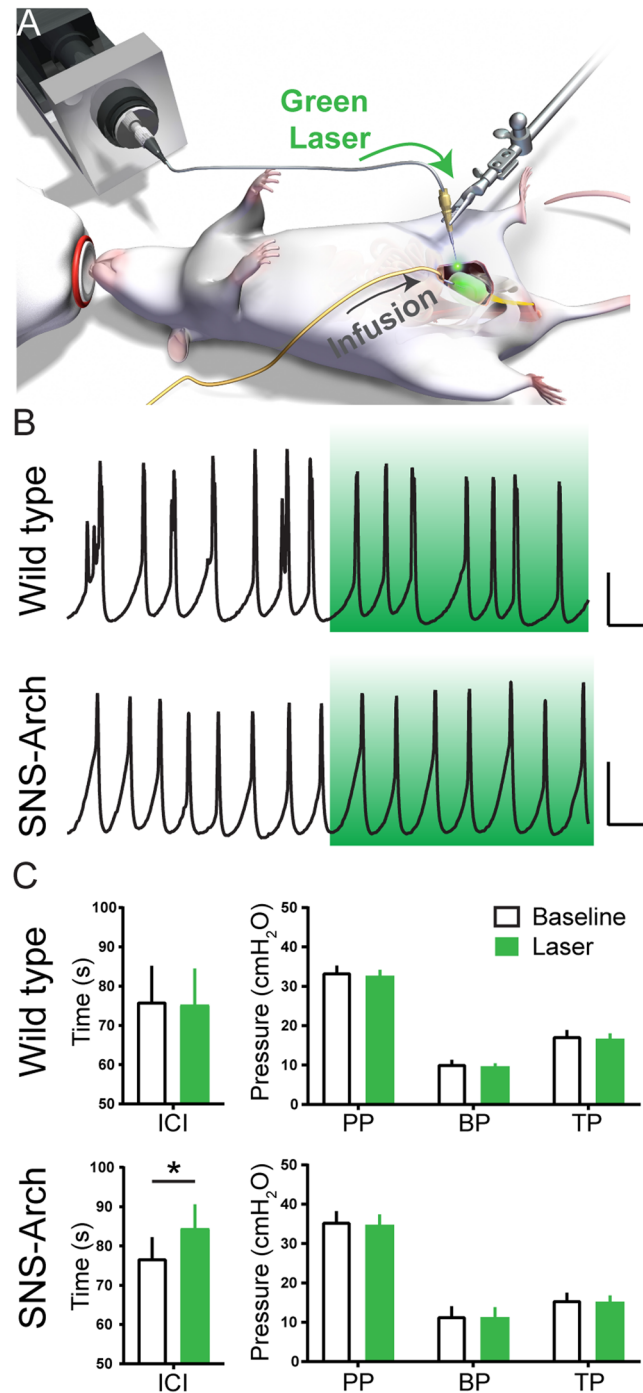 A
Green
Laser
Infusion
B
Wild type
SNS-Arch
C
Wild type
Time (s)
100
90
80
70
60
50
ICI
Pressure (cmH₂O)
50
40
30
20
10
0
PP BP TP
Baseline
Laser
SNS-Arch
Time (s)
100
90
80
70
60
50
*
ICI
Pressure (cmH₂O)
50
40
30
20
10
0
PP BP TP